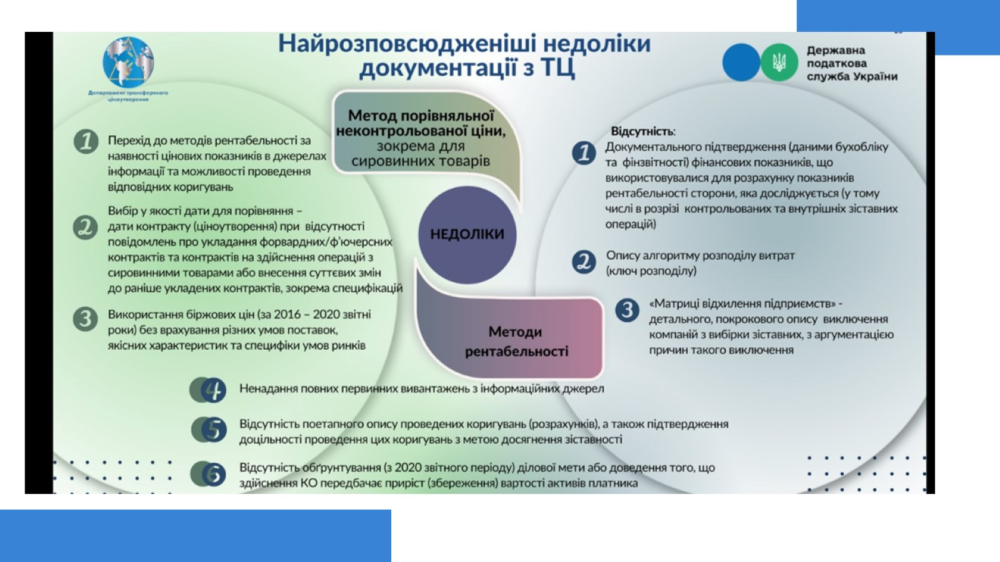 Найрозповсюдженіші недоліки
документації з ТЦ
Департамент трансфертного
ціноутворення
Державна
податкова
служба України
Метод порівняльної
неконтрольованої ціни,
зокрема для
сировинних товарів
1
Перехід до методів рентабельності за
наявності цінових показників в джерелах
інформації та можливості проведення
відповідних коригувань
2
Вибір у якості дати для порівняння –
дати контракту (ціноутворення) при відсутності
повідомлень про укладання форвардних/ф’ючерсних
контрактів та контрактів на здійснення операцій з
сировинними товарами або внесення суттєвих змін
до раніше укладених контрактів, зокрема специфікацій
3
Використання біржових цін (за 2016 – 2020 звітні
роки) без врахування різних умов поставок,
якісних характеристик та специфіки умов ринків
НЕДОЛІКИ
Відсутність:
1
Документального підтвердження (даними бухобліку
та фінзвітності) фінансових показників, що
використовувалися для розрахунку показників
рентабельності сторони, яка досліджується (у тому
числі в розрізі контрольованих та внутрішніх зіставних
операцій)
2
Опису алгоритму розподілу витрат
(ключ розподілу)
3
«Матриці відхилення підприємств» -
детального, покрокового опису виключення
компаній з вибірки зіставних, з аргументацією
причин такого виключення
Методи
рентабельності
4
Ненадання повних первинних вивантажень з інформаційних джерел
5
Відсутність поетапного опису проведених коригувань (розрахунків), а також підтвердження
доцільності проведення цих коригувань з метою досягнення зіставності
6
Відсутність обґрунтування (з 2020 звітного періоду) ділової мети або доведення того, що
здійснення КО передбачає приріст (збереження) вартості активів платника